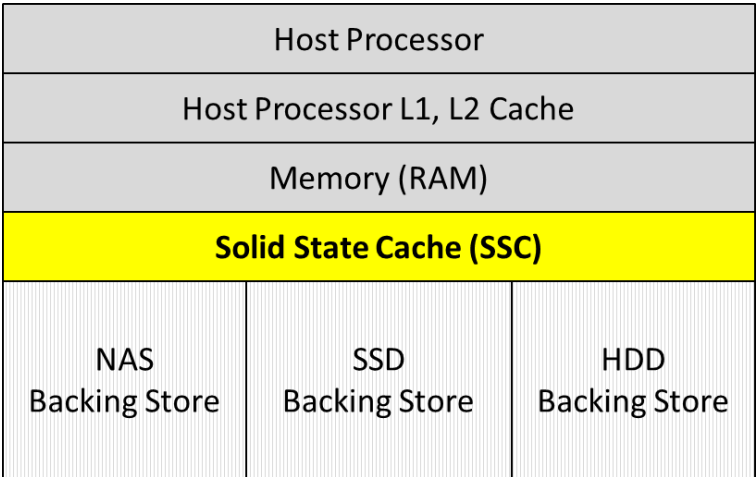 Host Processor
Host Processor L1, L2 Cache
Memory (RAM)
Solid State Cache (SSC)
NAS
Backing Store
SSD
Backing Store
HDD
Backing Store